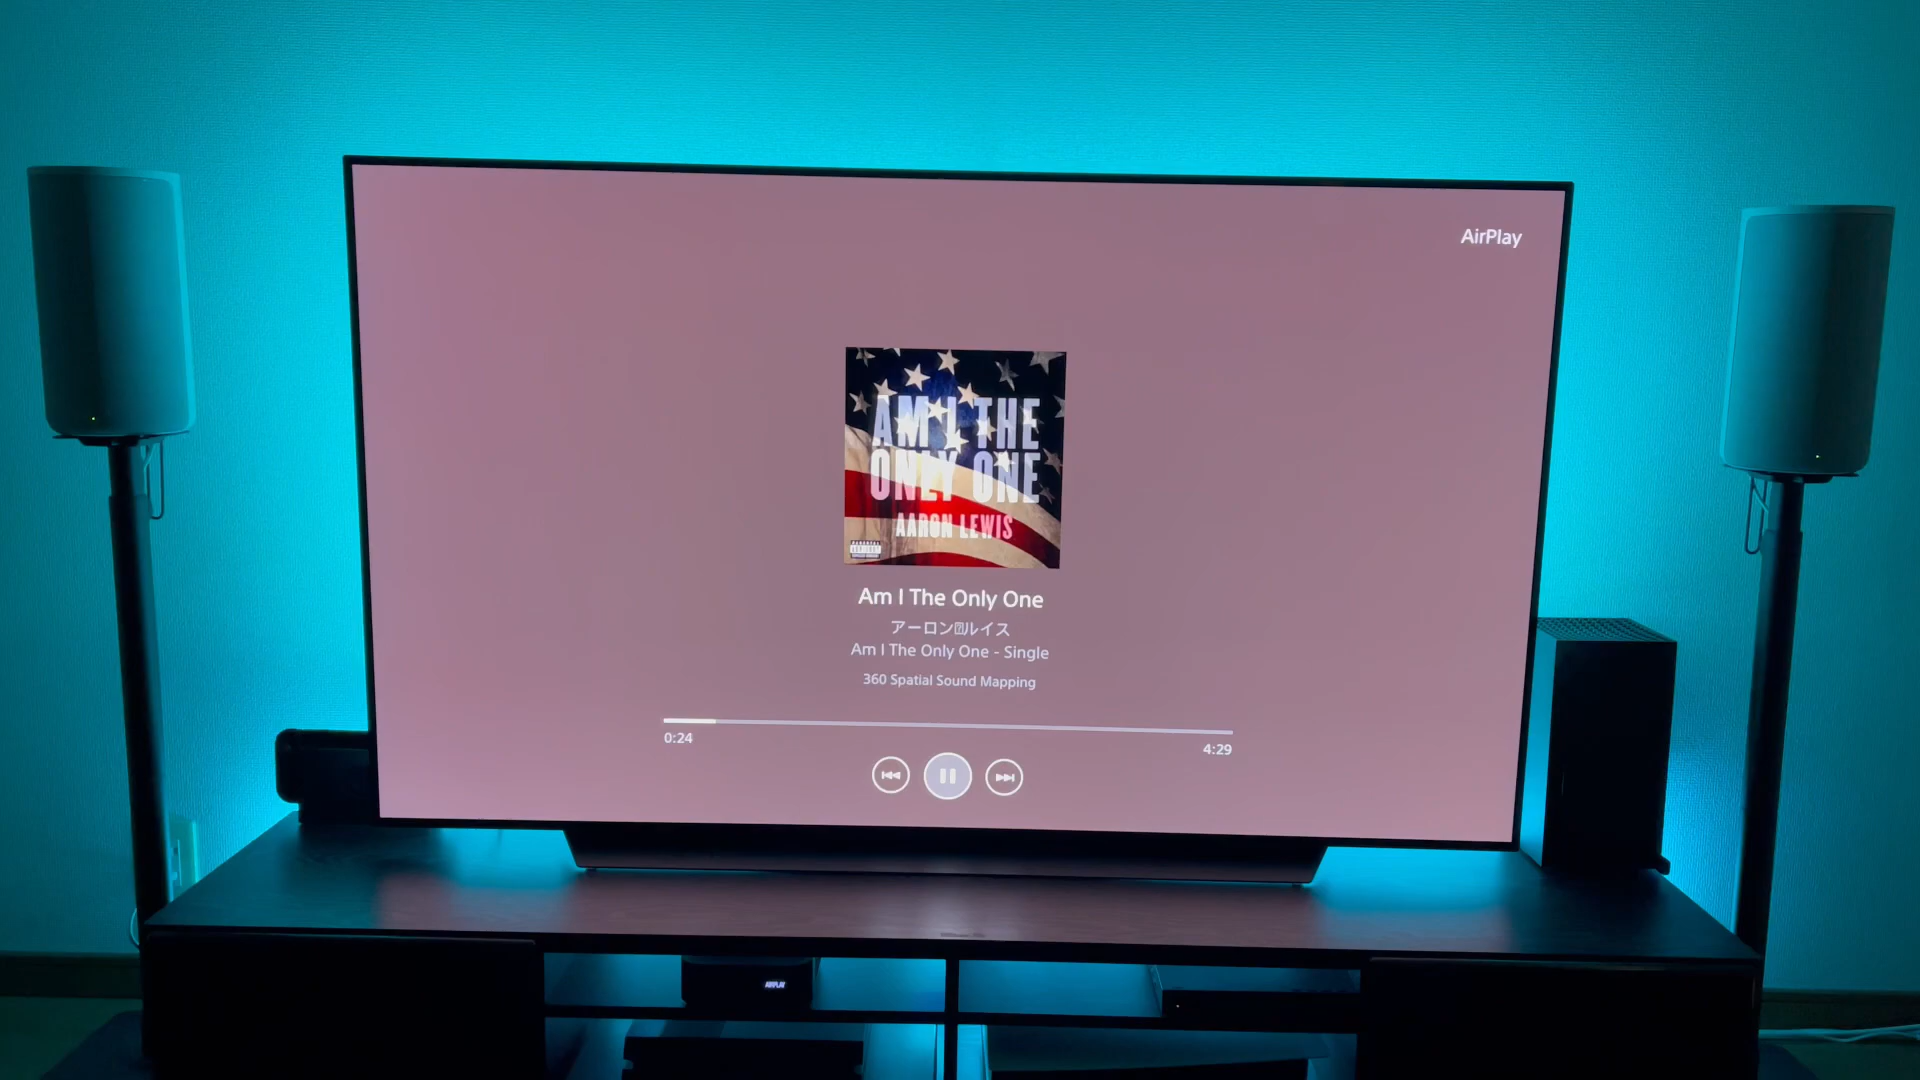 AirPlay
AM I THE
ONLY ONE
AARON LEWIS
Am I The Only One
アーロン�ルイス
Am I The Only One - Single
360 Spatial Sound Mapping
0:24
4:29
AIRPLAY